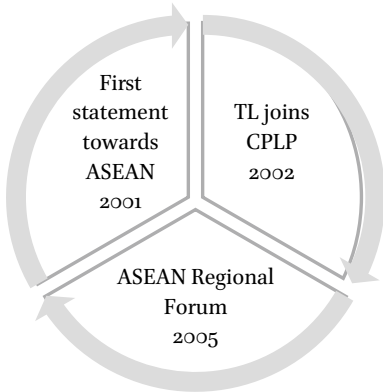 First
statement
towards
ASEAN
2001
TL joins
CPLP
2002
ASEAN Regional
Forum
2005